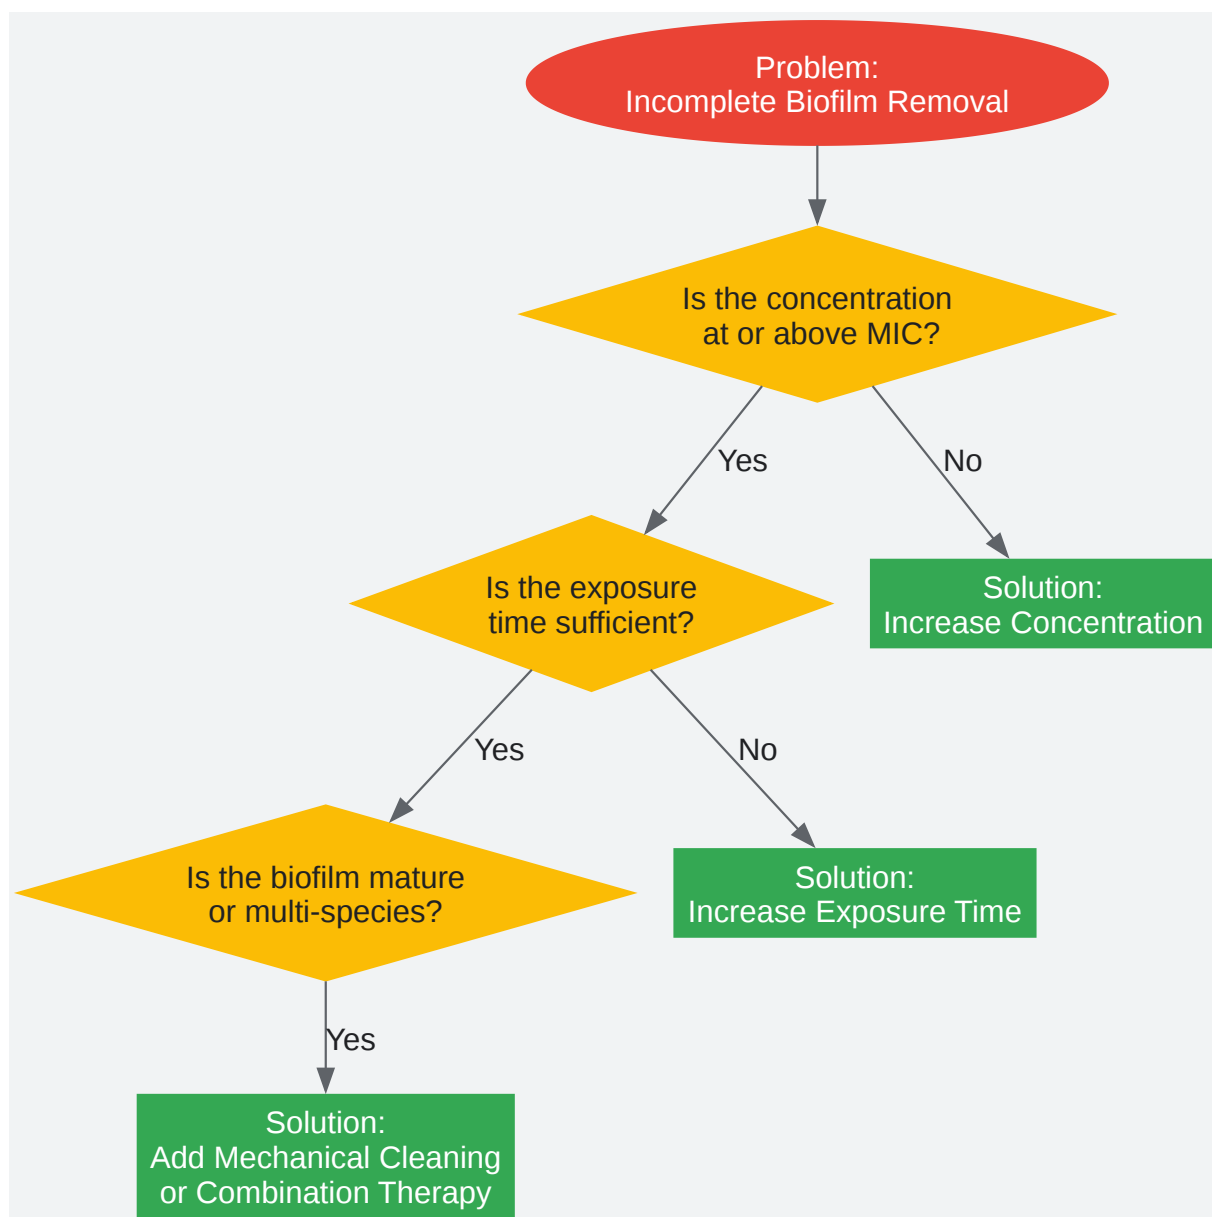 Problem:
Incomplete Biofilm Removal
Is the concentration
at or above MIC?
Yes
No
Is the exposure
time sufficient?
Solution:
Increase Concentration
Yes
No
Is the biofilm mature
or multi-species?
Solution:
Increase Exposure Time
Yes
Solution:
Add Mechanical Cleaning
or Combination Therapy